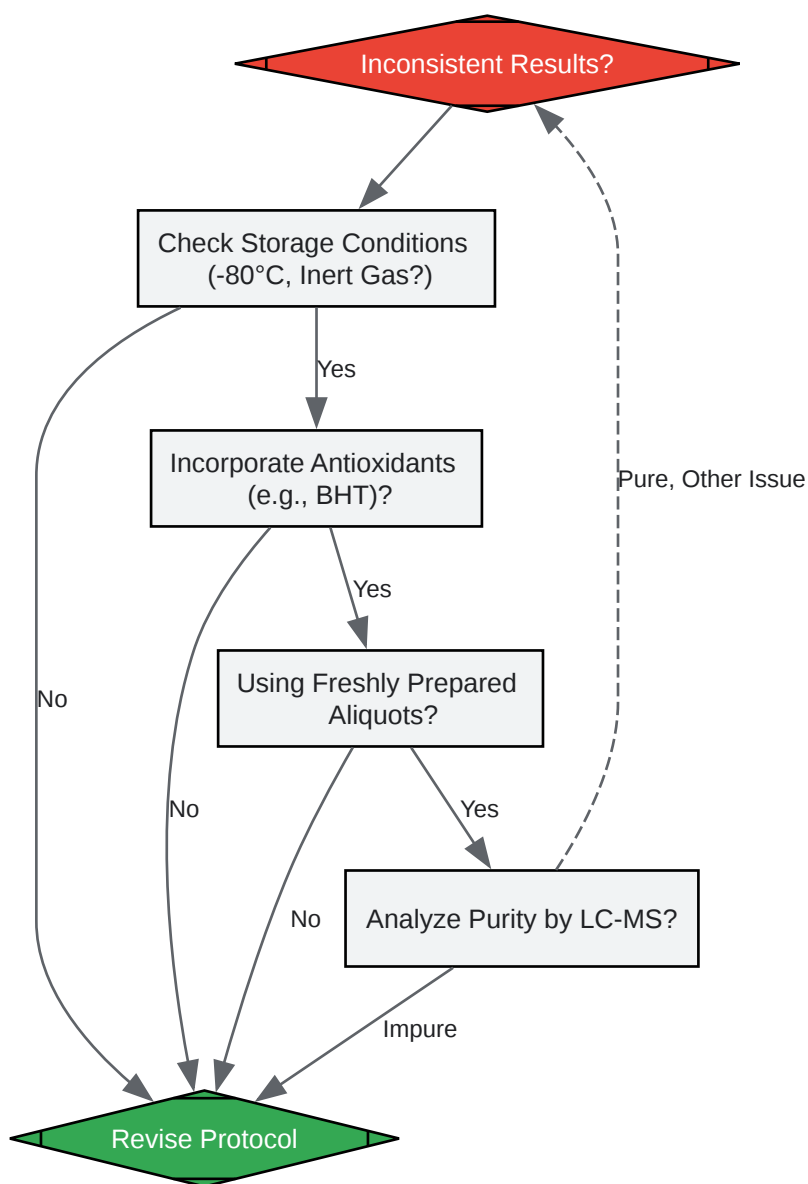 Inconsistent Results?
Check Storage Conditions
(-80°C, Inert Gas?)
Yes
Incorporate Antioxidants
(e.g., BHT)?
Pure, Other Issue
Yes
Using Freshly Prepared
Aliquots?
No
No
Yes
No
Analyze Purity by LC-MS?
Impure
Revise Protocol